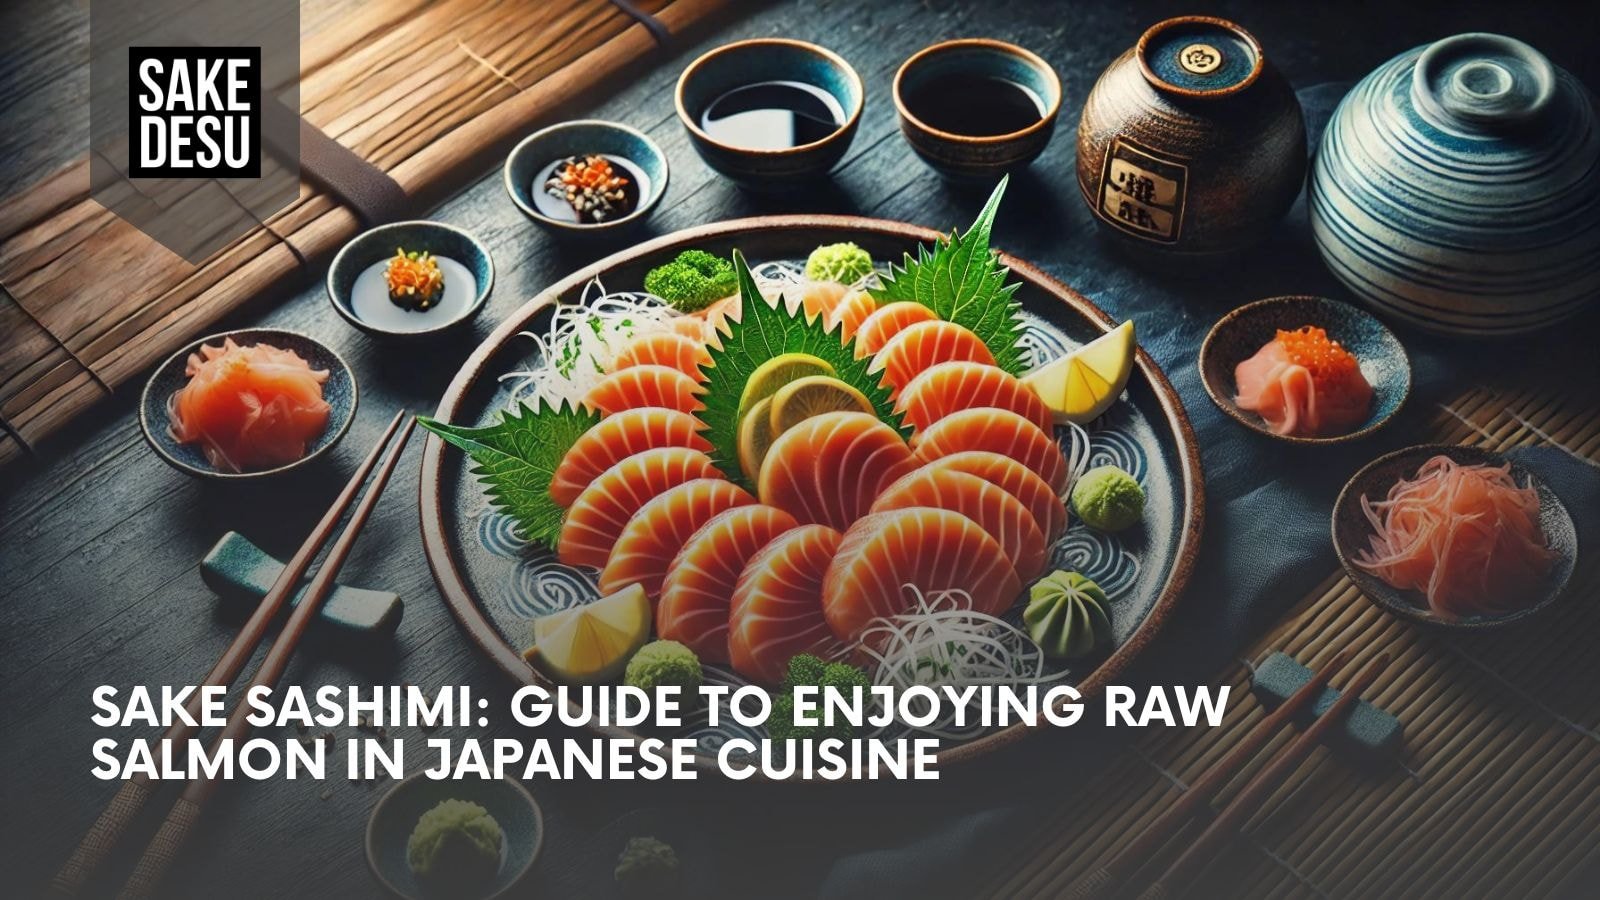 SAKE
DESU
SAKE SASHIMI: GUIDE TO ENJOYING RAW
SALMON IN JAPANESE CUISINE